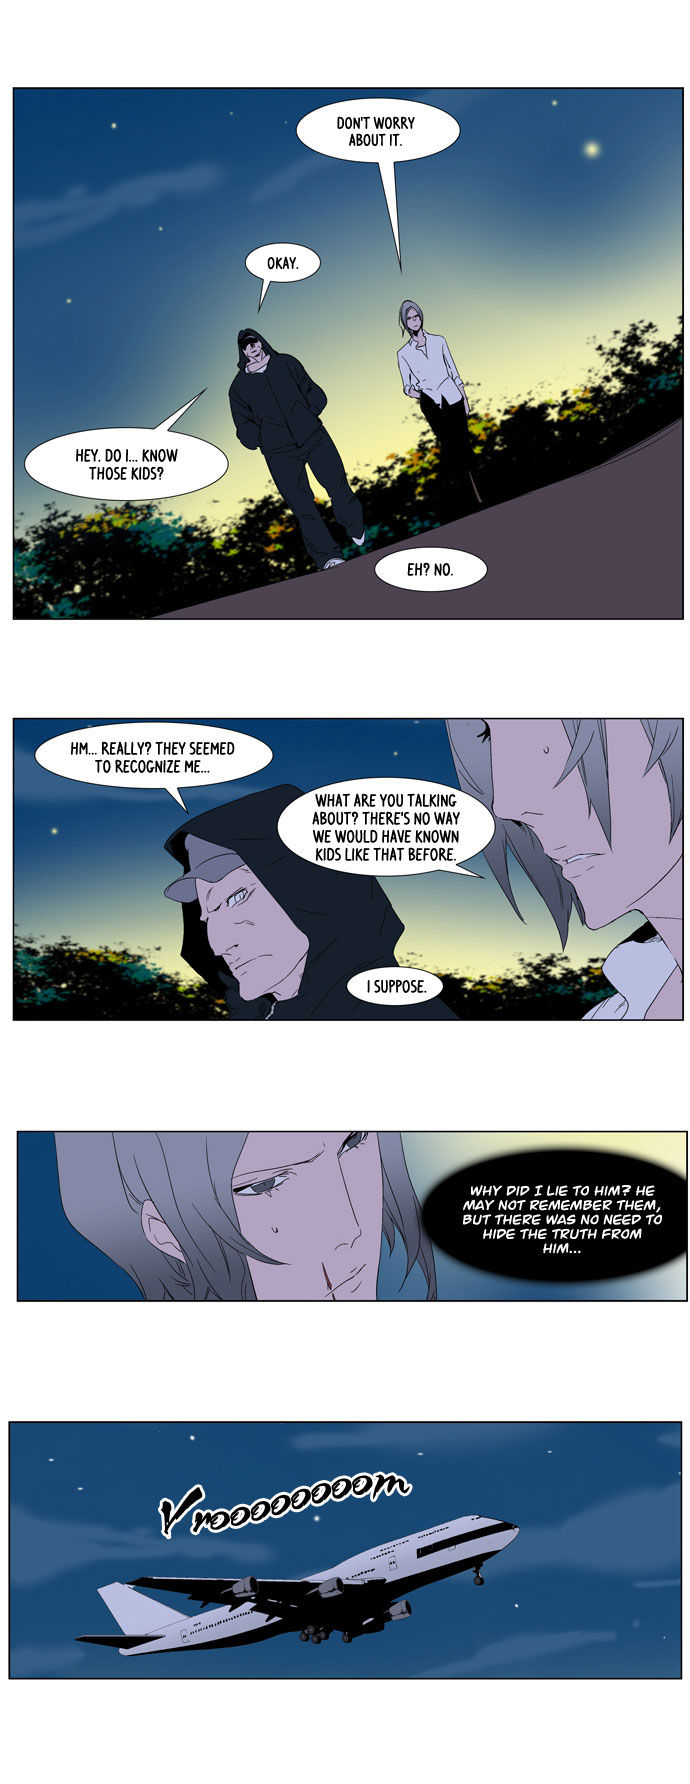 DON'T WORRY
ABOUT IT.
OKAY.
HEY. DO I... KNOW
THOSE KIDS?
EH? NO.
HM... REALLY? THEY SEEMED
TO RECOGNIZE ME...
WHAT ARE YOU TALKING
ABOUT? THERE'S NO WAY
WE WOULD HAVE KNOWN
KIDS LIKE THAT BEFORE.
I SUPPOSE.
WHY DID I LIE TO HIM? HE
MAY NOT REMEMBER THEM,
BUT THERE WAS NO NEED TO
HIDE THE TRUTH FROM
HIM...
Vrooooooooom